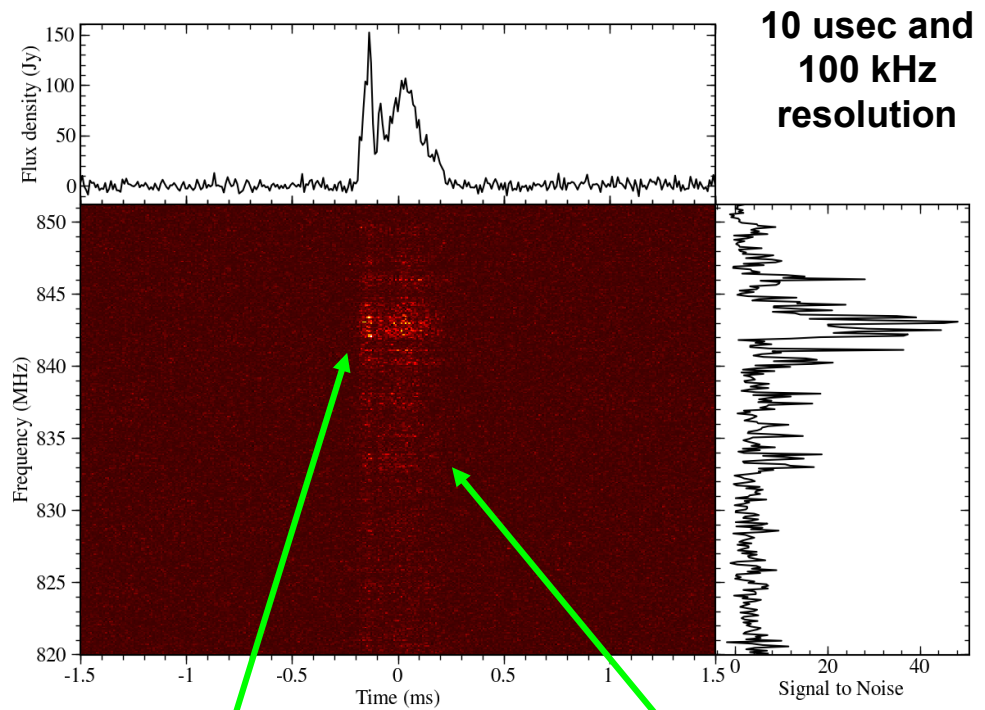 10 usec and
100 kHz
resolution
Flux density (Jy)
150
100
50
0
Frequency (MHz)
850
845
840
835
830
825
820
-1.5 -1 -0.5 0 0.5 1 1.5
Time (ms)
0 20 40
Signal to Noise